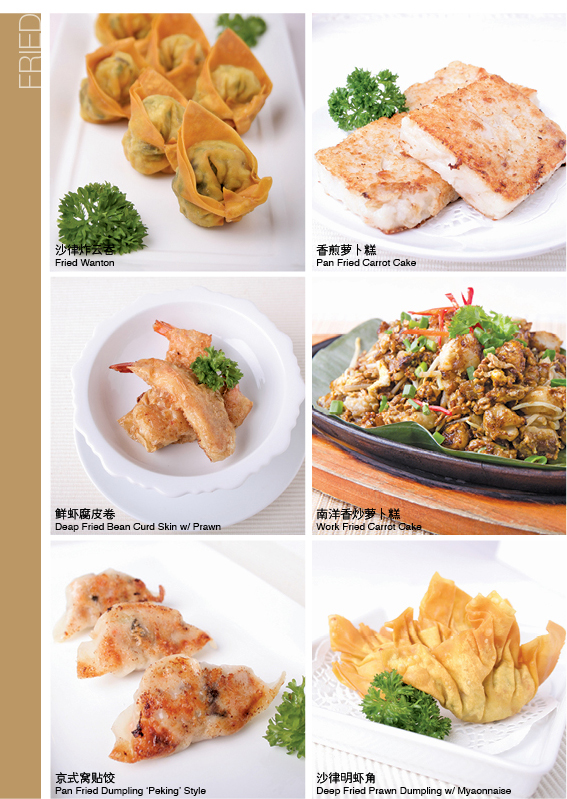 FRIED
沙律炸云吞
Fried Wanton
香煎萝卜糕
Pan Fried Carrot Cake
鲜虾腐皮卷
Deap Fried Bean Curd Skin w/ Prawn
南洋香炒萝卜糕
Work Fried Carrot Cake
京式窝贴饺
Pan Fried Dumpling ‘Peking’ Style
沙律明虾角
Deep Fried Prawn Dumpling w/ Myaonnaise